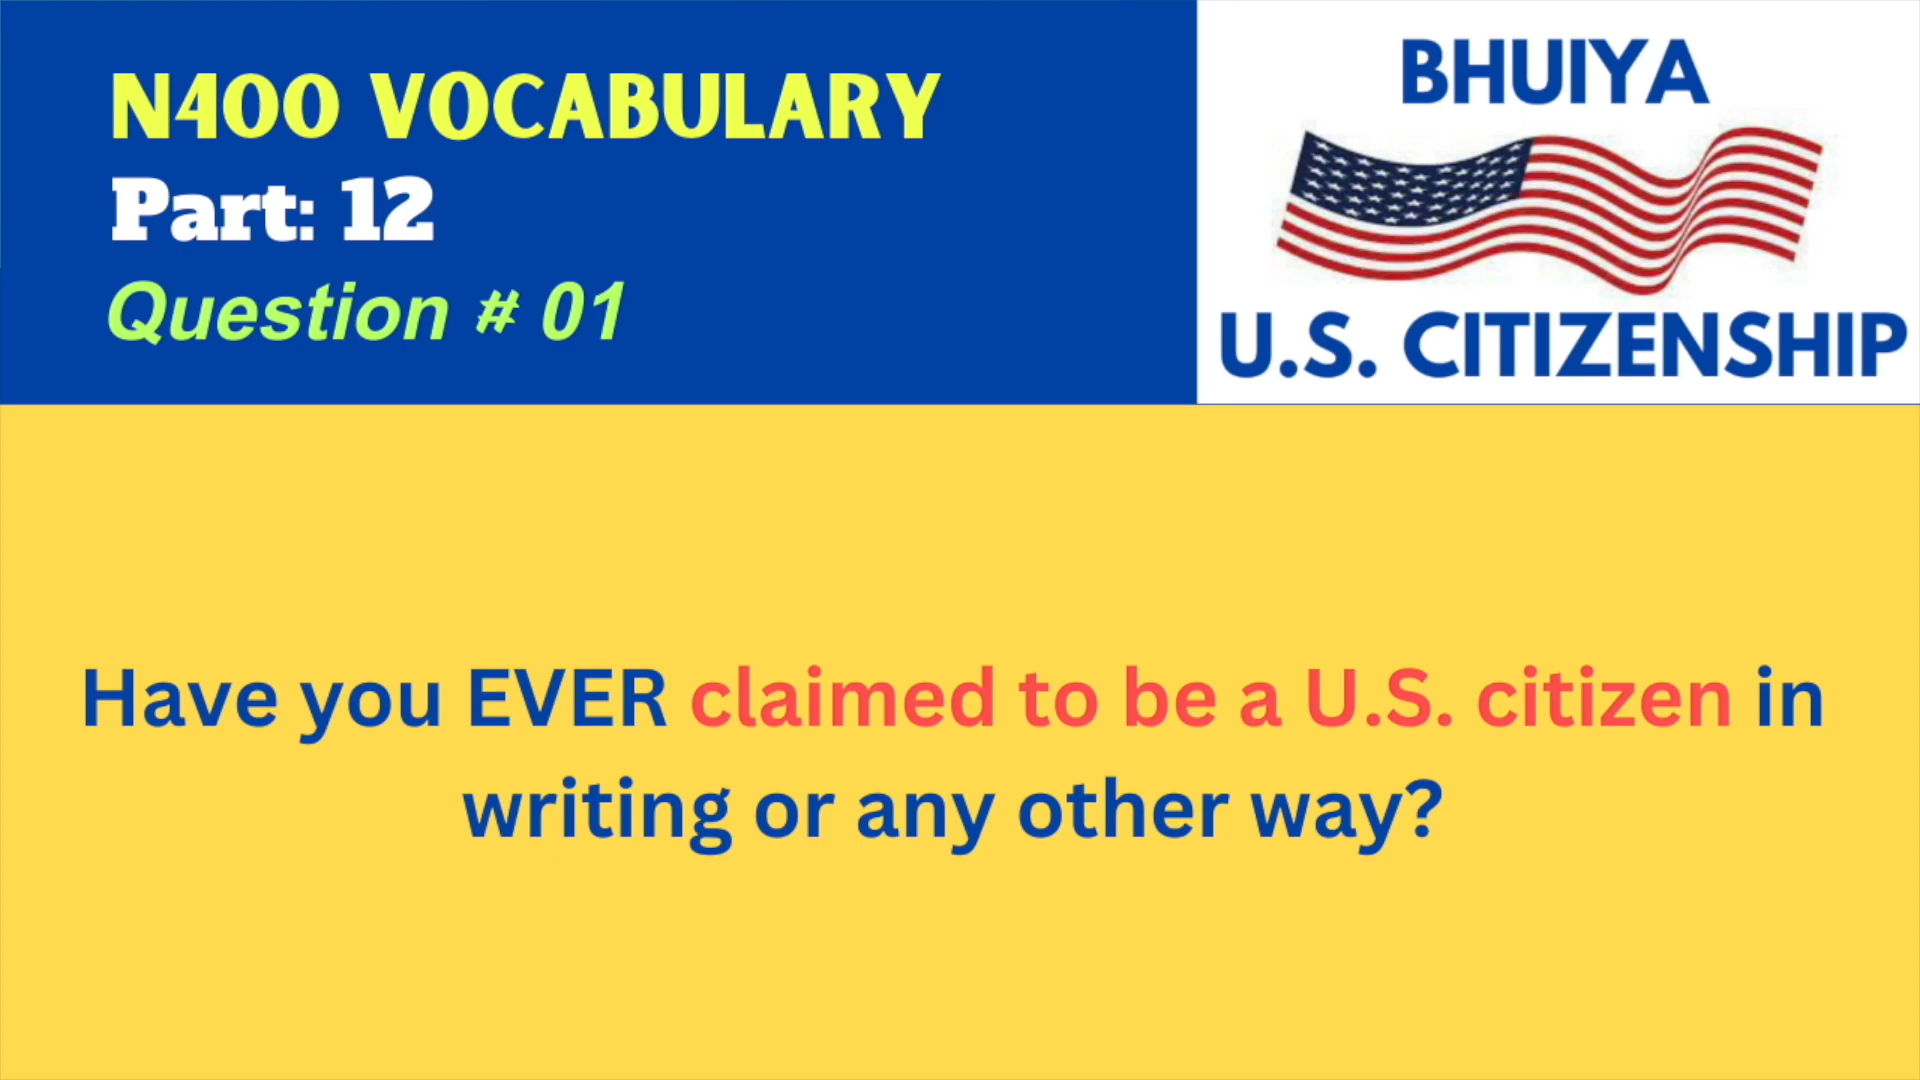 N400 VOCABULARY
Part: 12
Question # 01
BHUIYA
U.S. CITIZENSHIP
Have you EVER claimed to be a U.S. citizen in
writing or any other way?